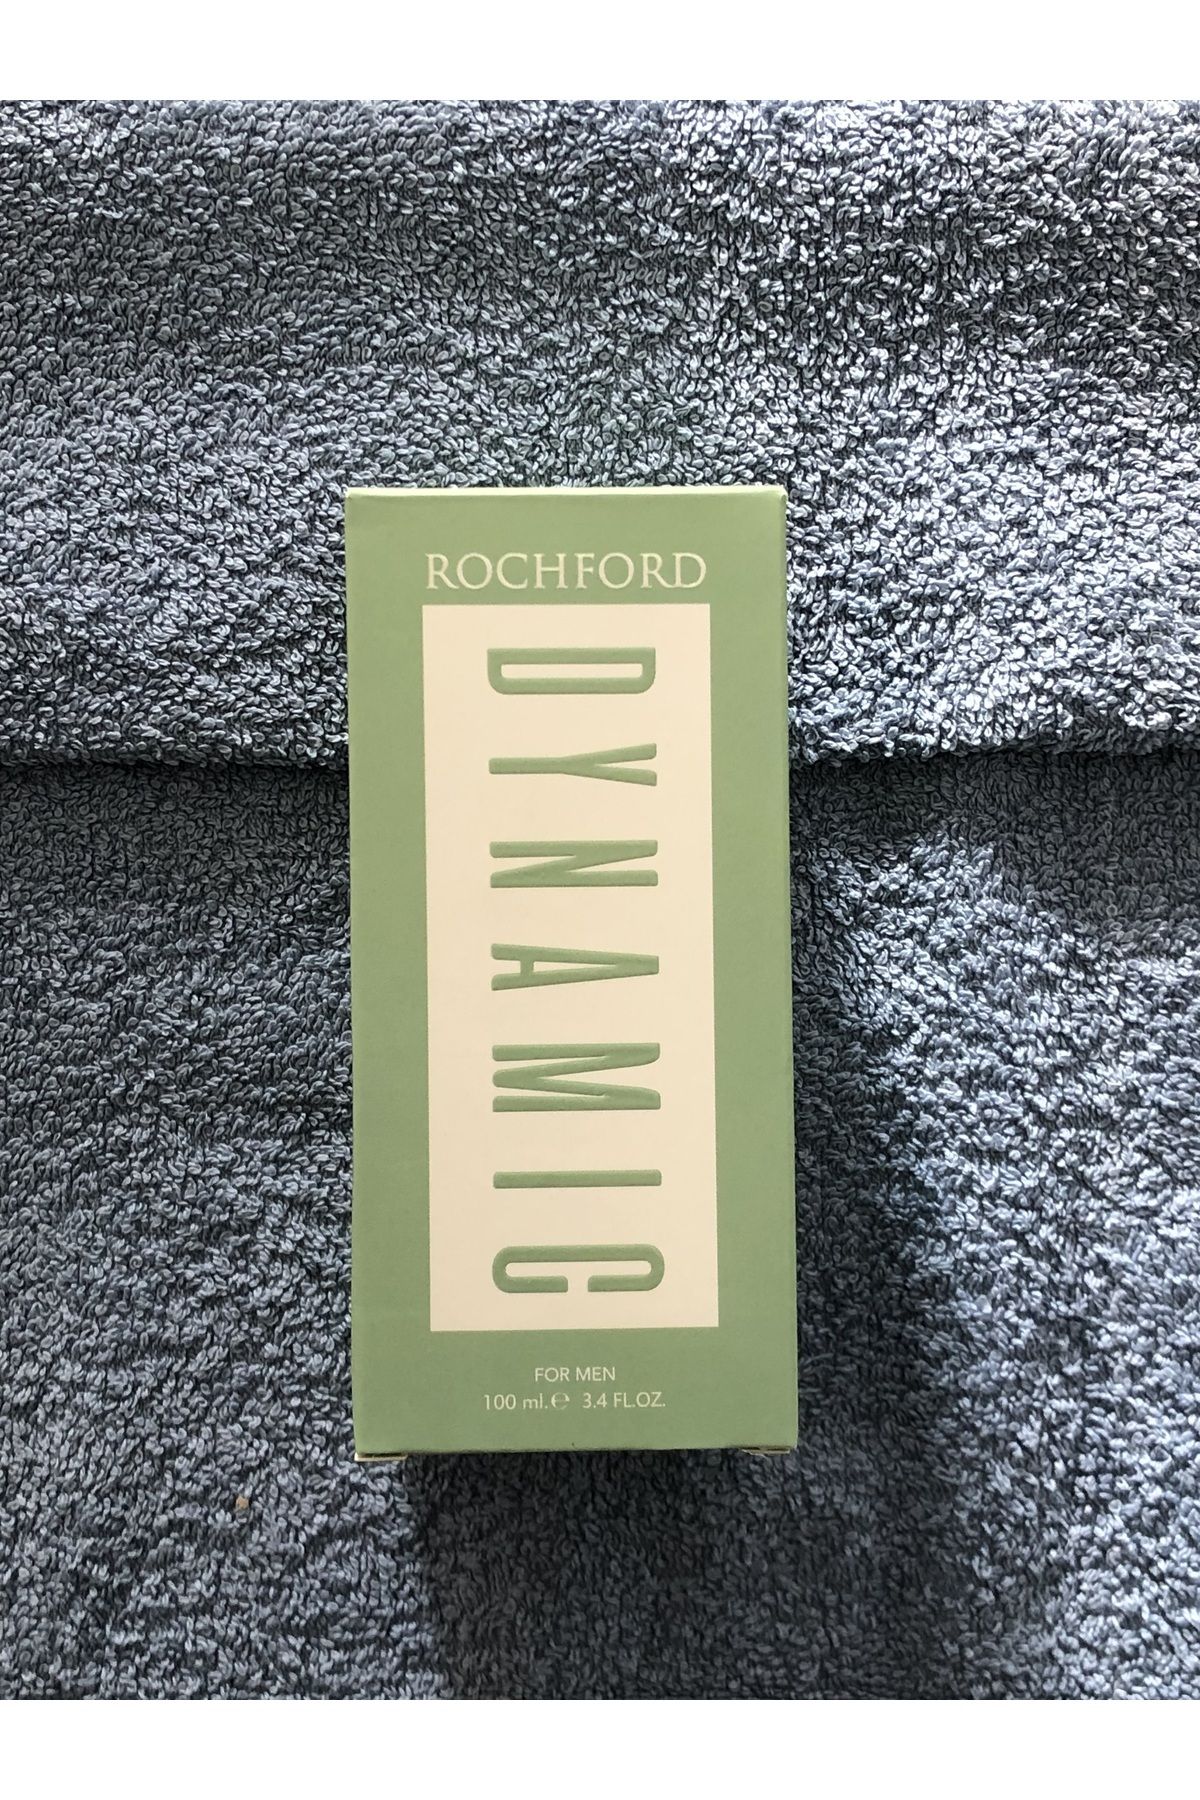 ROCHFORD
DYNAMIC
FOR MEN
100 ml. ℮ 3.4 FL.OZ.